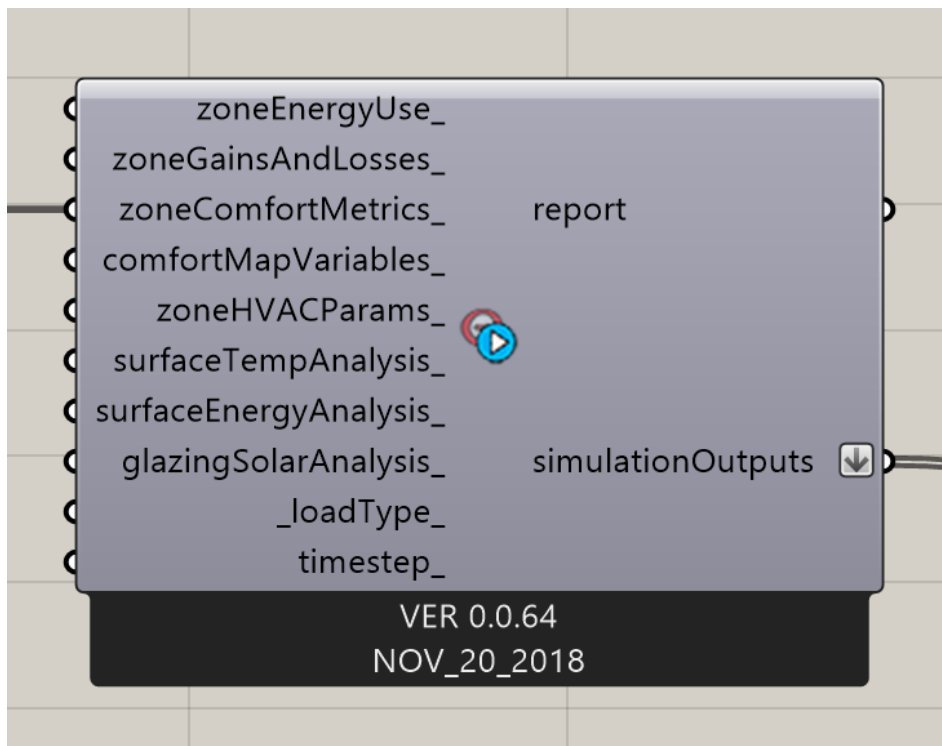 zoneEnergyUse_
zoneGainsAndLosses_
zoneComfortMetrics_
report
comfortMapVariables_
zoneHVACParams_
surfaceTempAnalysis_
surfaceEnergyAnalysis_
glazingSolarAnalysis_
simulationOutputs
_loadType_
timestep_
VER 0.0.64
NOV_20_2018